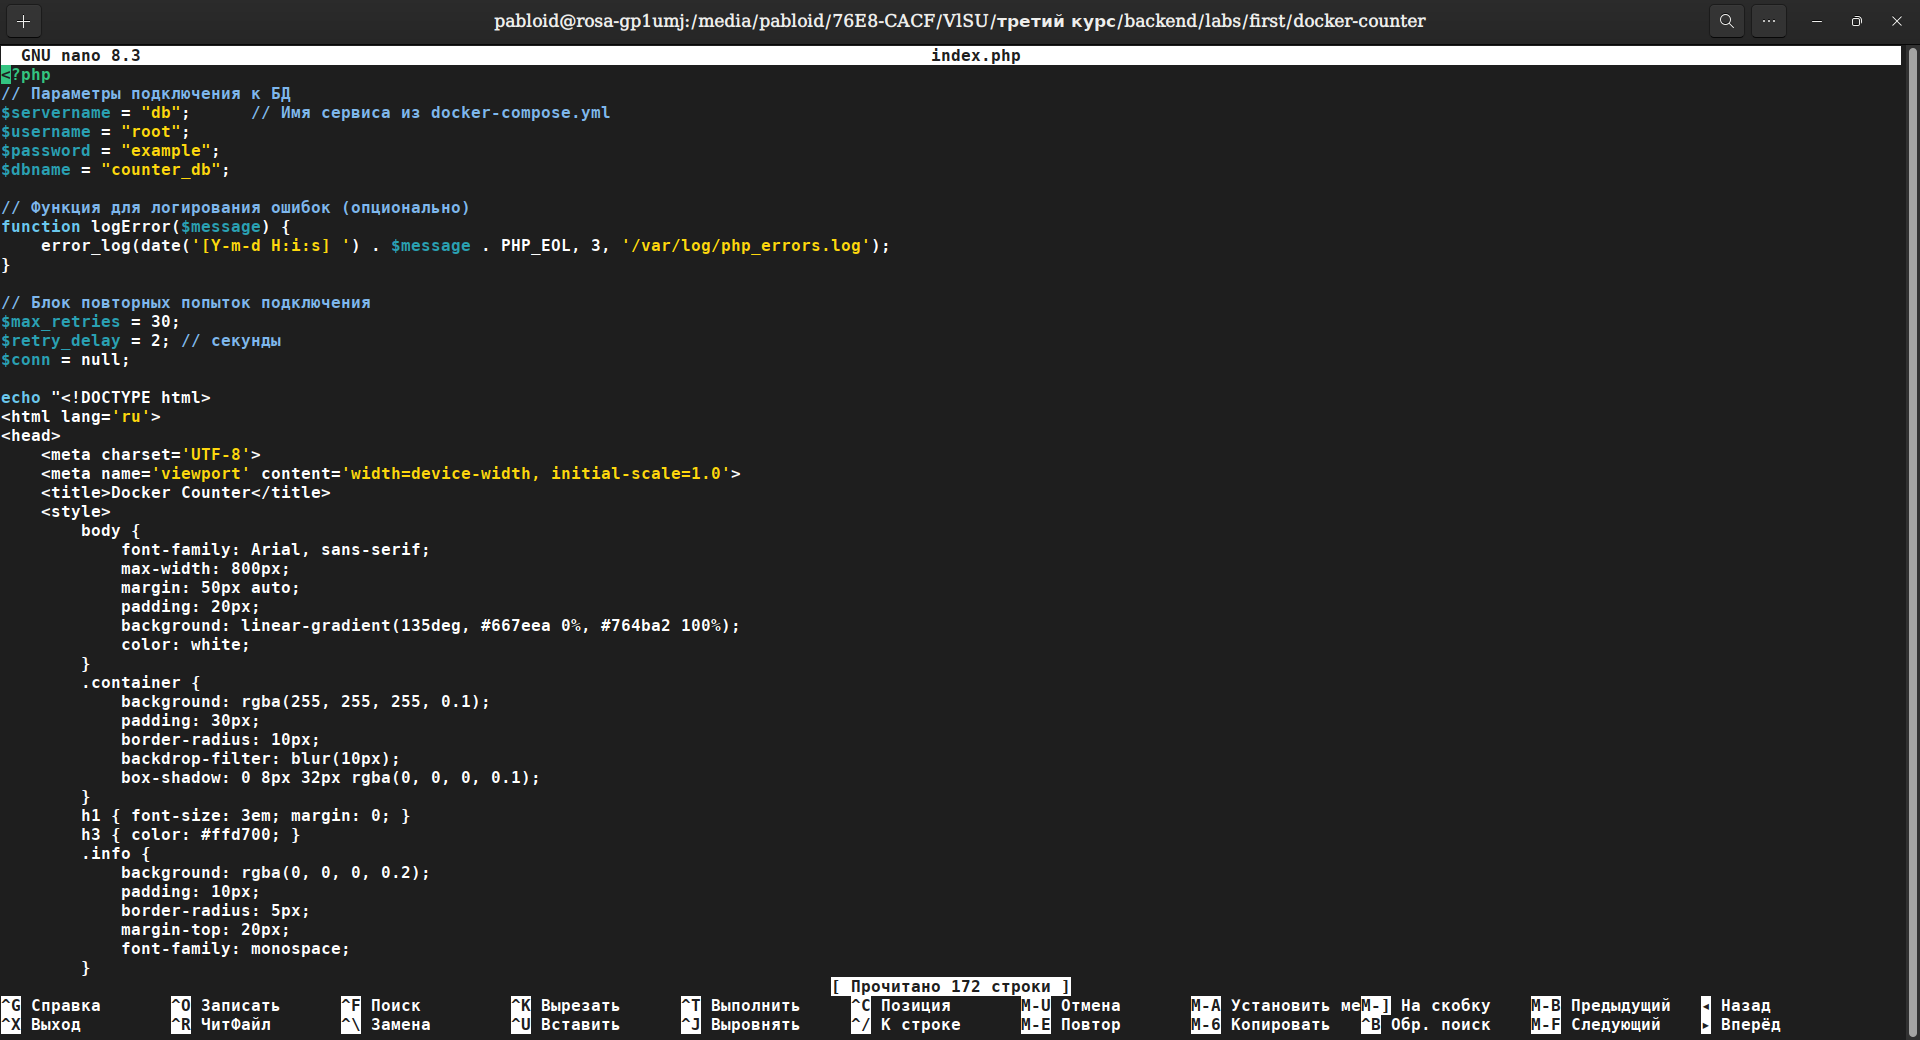 pabloid@rosa-gp1umj:/media/pabloid/76E8-CACF/VlSU/третий курс/backend/labs/first/docker-counter
GNU nano 8.3 index.php
<?php
// Параметры подключения к БД
$servername = "db";      // Имя сервиса из docker-compose.yml
$username = "root";
$password = "example";
$dbname = "counter_db";
// Функция для логирования ошибок (опционально)
function logError($message) {
    error_log(date('[Y-m-d H:i:s] ') . $message . PHP_EOL, 3, '/var/log/php_errors.log');
}
// Блок повторных попыток подключения
$max_retries = 30;
$retry_delay = 2; // секунды
$conn = null;
echo "<!DOCTYPE html>
<html lang='ru'>
<head>
    <meta charset='UTF-8'>
    <meta name='viewport' content='width=device-width, initial-scale=1.0'>
    <title>Docker Counter</title>
    <style>
        body {
            font-family: Arial, sans-serif;
            max-width: 800px;
            margin: 50px auto;
            padding: 20px;
            background: linear-gradient(135deg, #667eea 0%, #764ba2 100%);
            color: white;
        }
        .container {
            background: rgba(255, 255, 255, 0.1);
            padding: 30px;
            border-radius: 10px;
            backdrop-filter: blur(10px);
            box-shadow: 0 8px 32px rgba(0, 0, 0, 0.1);
        }
        h1 { font-size: 3em; margin: 0; }
        h3 { color: #ffd700; }
        .info {
            background: rgba(0, 0, 0, 0.2);
            padding: 10px;
            border-radius: 5px;
            margin-top: 20px;
            font-family: monospace;
        }
[ Прочитано 172 строки ]
^G Справка ^O Записать ^F Поиск ^K Вырезать ^T Выполнить ^C Позиция M-U Отмена M-A Установить ме M-] На скобку M-B Предыдущий ◂ Назад
^X Выход ^R ЧитФайл ^\ Замена ^U Вставить ^J Выровнять ^/ К строке M-E Повтор M-6 Копировать ^B Обр. поиск M-F Следующий ▸ Вперёд